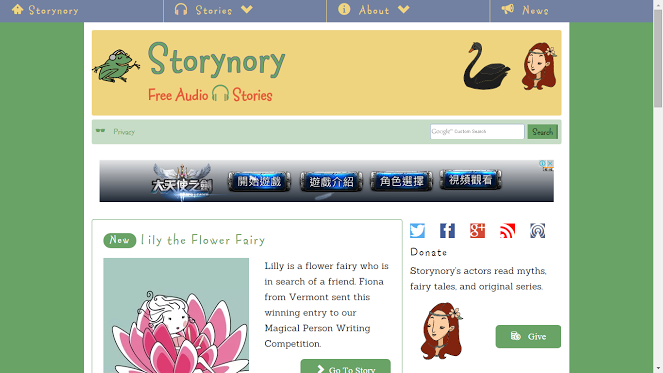 Storynory
Stories
About
News
Storynory
Free Audio Stories
Privacy
Google™ Custom Search
Search
大天使之劍
開始遊戲
遊戲介紹
角色選擇
視頻觀看
New Lily the Flower Fairy
Lilly is a flower fairy who is
in search of a friend. Fiona
from Vermont sent this
winning entry to our
Magical Person Writing
Competition.
Go To Story
Donate
Storynory's actors read myths,
fairy tales, and original series.
Give